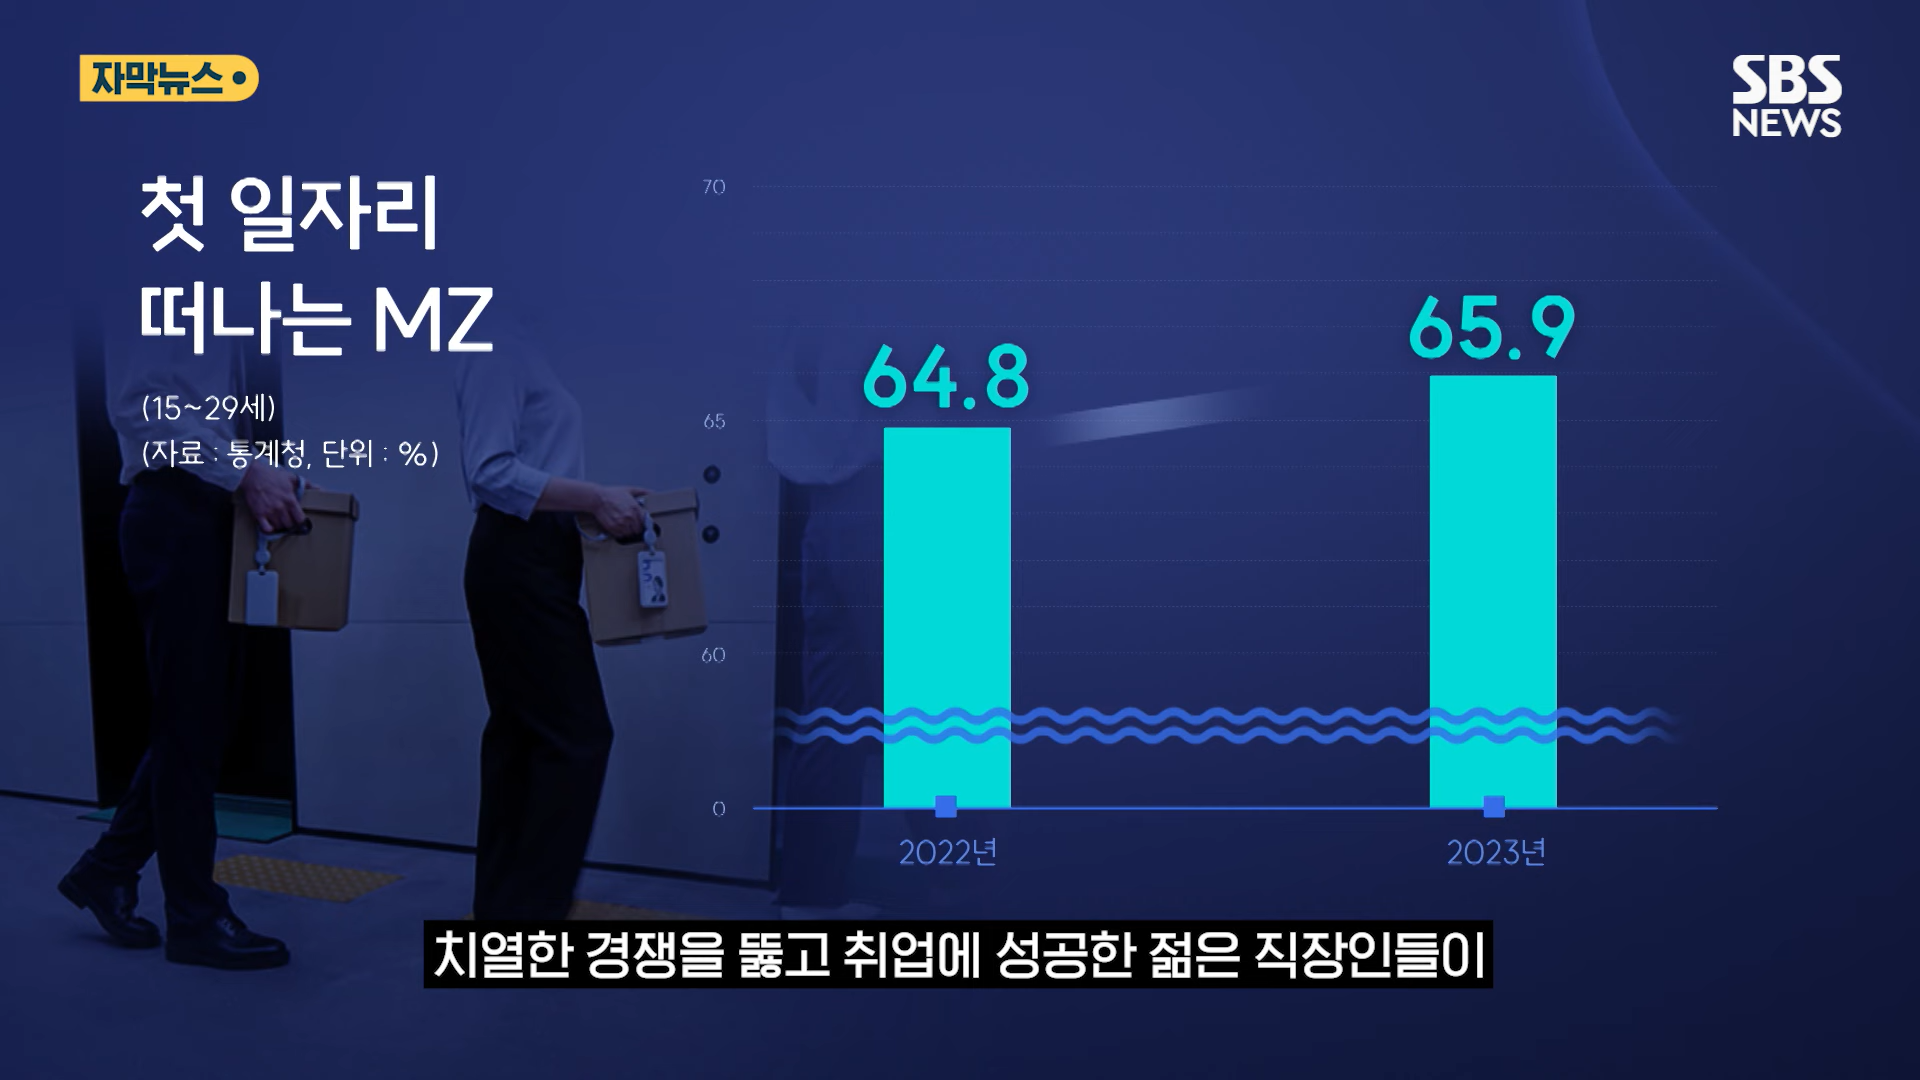 자막뉴스
SBS
NEWS
첫 일자리
떠나는 MZ
(15~29세)
(자료 : 통계청, 단위 : %)
70
65
60
0
64.8
65.9
2022년
2023년
치열한 경쟁을 뚫고 취업에 성공한 젊은 직장인들이